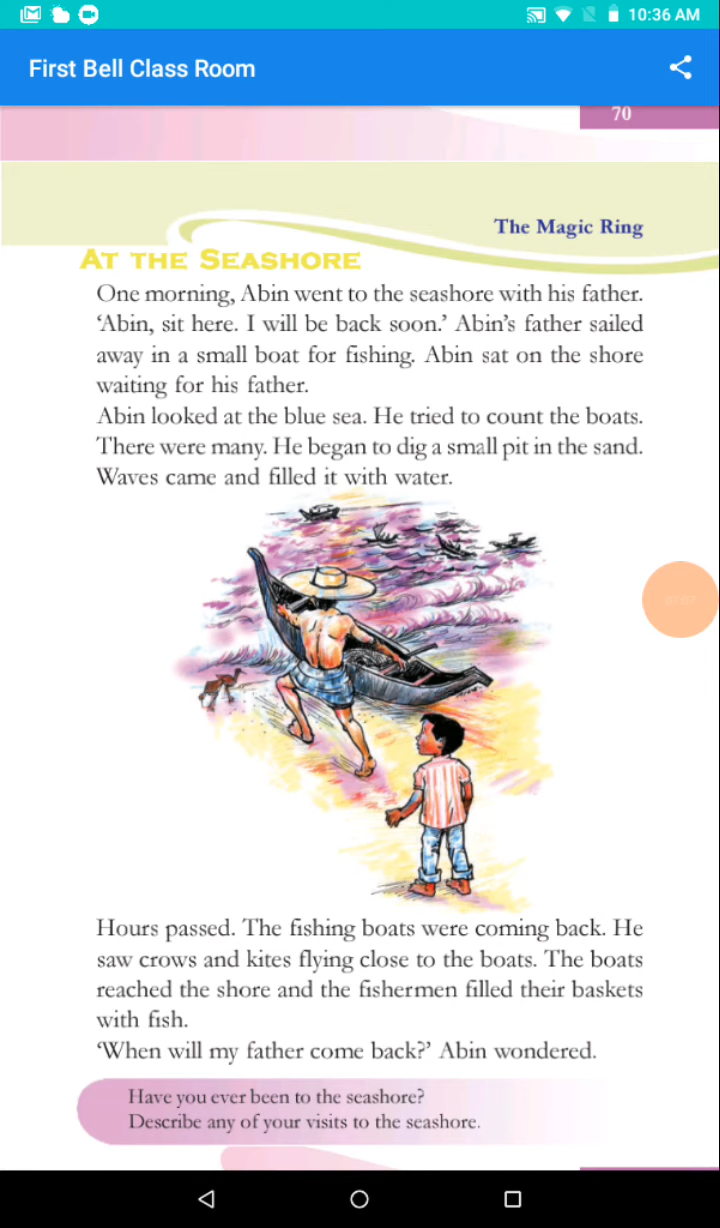 10:36 AM
First Bell Class Room
70
The Magic Ring
AT THE SEASHORE
One morning, Abin went to the seashore with his father.
‘Abin, sit here. I will be back soon.’ Abin’s father sailed
away in a small boat for fishing. Abin sat on the shore
waiting for his father.
Abin looked at the blue sea. He tried to count the boats.
There were many. He began to dig a small pit in the sand.
Waves came and filled it with water.
Hours passed. The fishing boats were coming back. He
saw crows and kites flying close to the boats. The boats
reached the shore and the fishermen filled their baskets
with fish.
‘When will my father come back?’ Abin wondered.
Have you ever been to the seashore?
Describe any of your visits to the seashore.